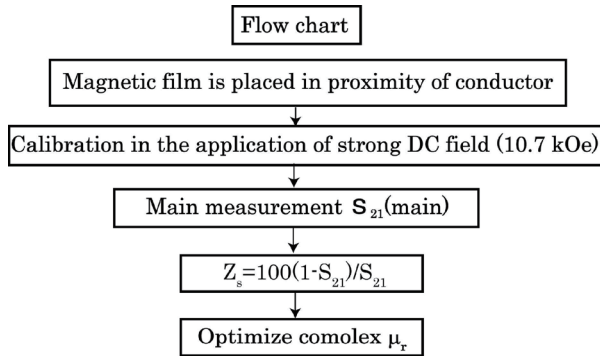 Flow chart
Magnetic film is placed in proximity of conductor
Calibration in the application of strong DC field (10.7 kOe)
Main measurement S₂₁(main)
Zₛ=100(1-S₂₁)/S₂₁
Optimize comolex μᵣ